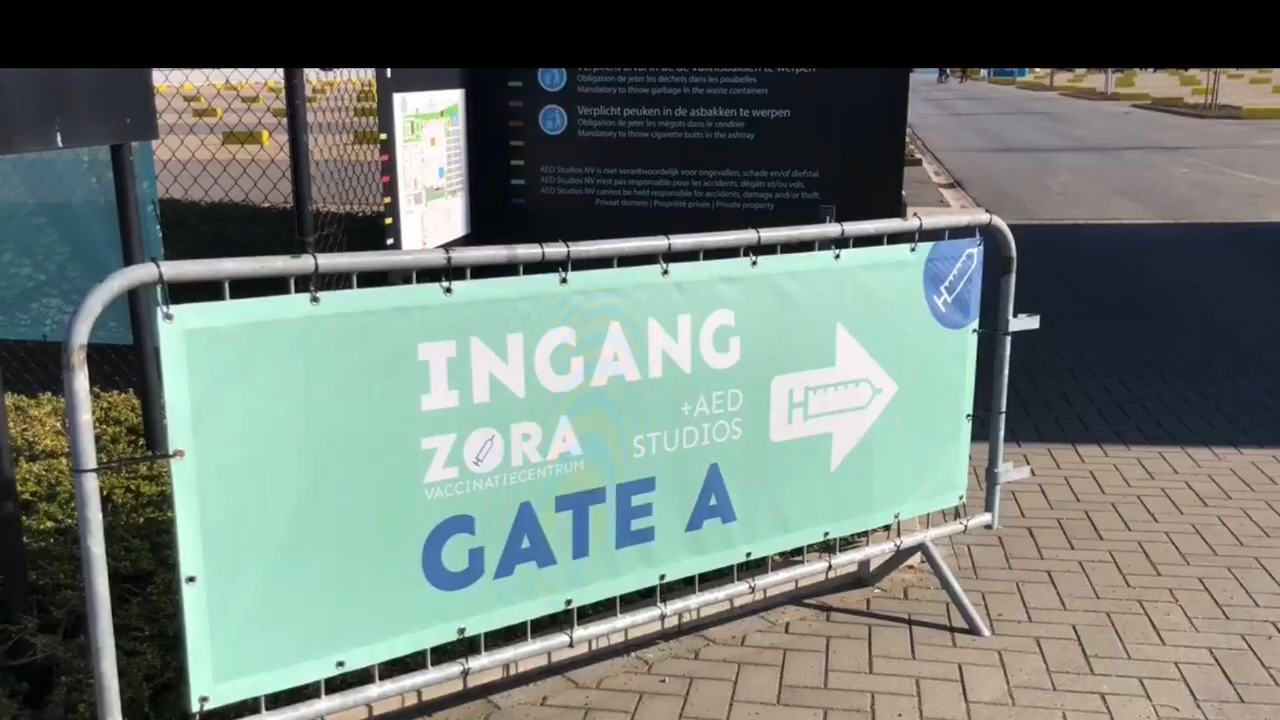 Verplicht afval in de vuilnisbakken te werpen
Obligation de jeter les déchets dans les poubelles
Mandatory to throw garbage in the waste containers
Verplicht peuken in de asbakken te werpen
Obligation de jeter les mégots dans le cendrier
Mandatory to throw cigarette butts in the ashtray
AED Studios NV is niet verantwoordelijk voor ongevallen, schade en/of diefstal.
AED Studios NV n'est pas responsable pour les accidents, dégâts et/ou vols.
AED Studios NV cannot be held responsible for accidents, damage and/or theft.
Privaat domein | Propriété privée | Private property
INGANG
ZORA
VACCINATIECENTRUM
+AED
STUDIOS
GATE A